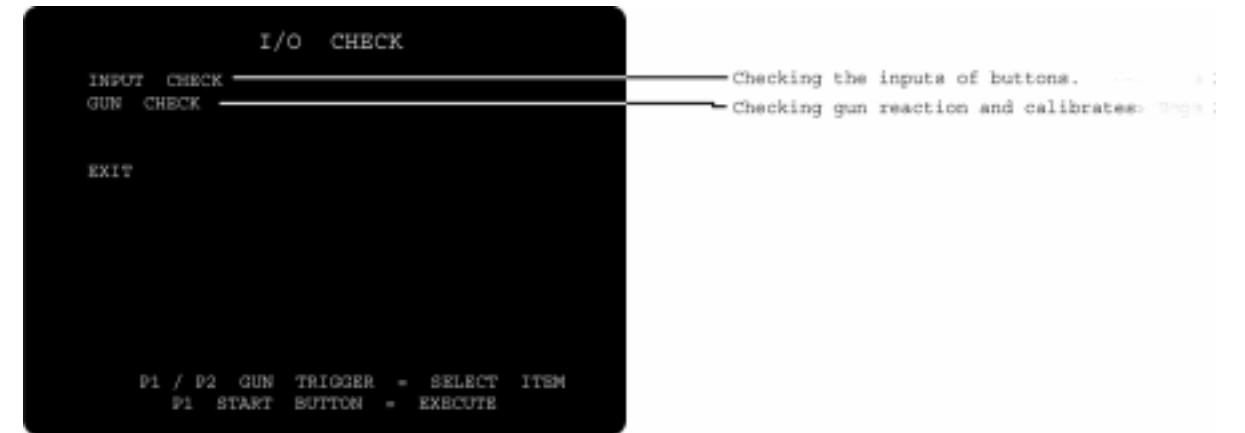 I/O CHECK
INPUT CHECK
Checking the inputs of buttons.
GUN CHECK
Checking gun reaction and calibrates
EXIT
P1 / P2 GUN TRIGGER = SELECT ITEM
P1 START BUTTON = EXECUTE